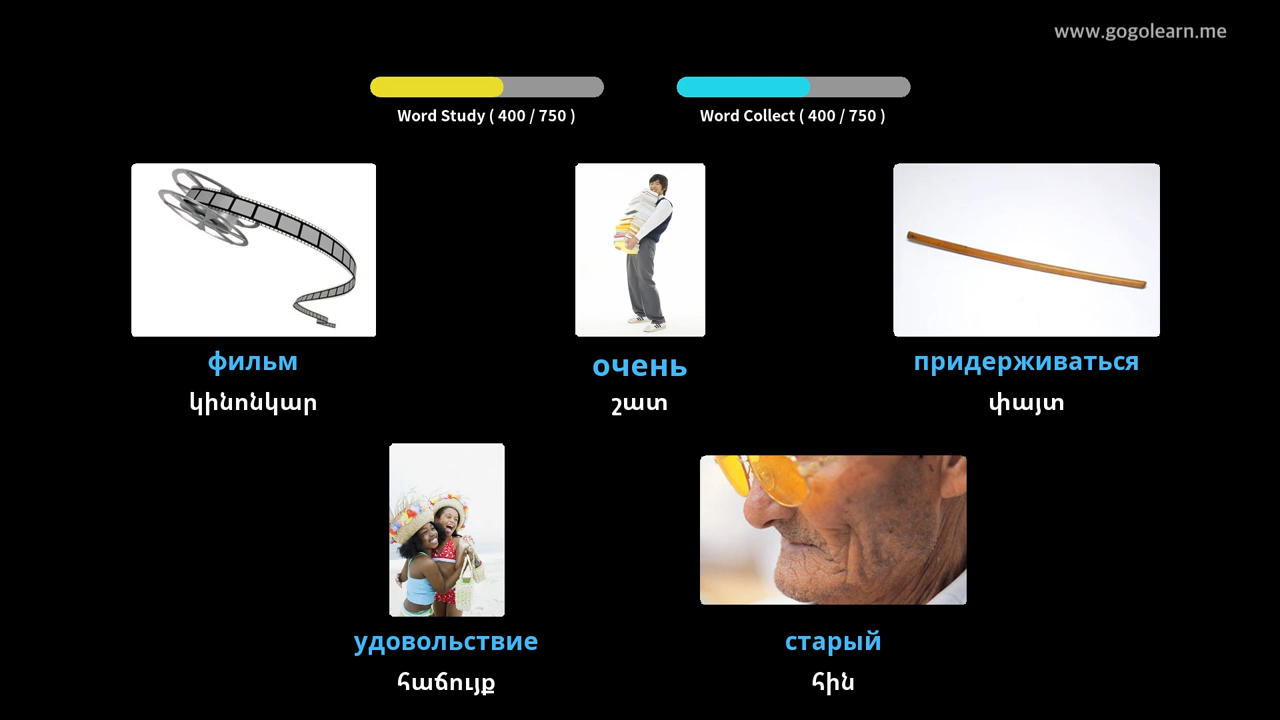 www.gogolearn.me
Word Study ( 400 / 750 )
Word Collect ( 400 / 750 )
фильм
очень
придерживаться
կինոնկար
շատ
փայտ
удовольствие
старый
հաճույք
հին